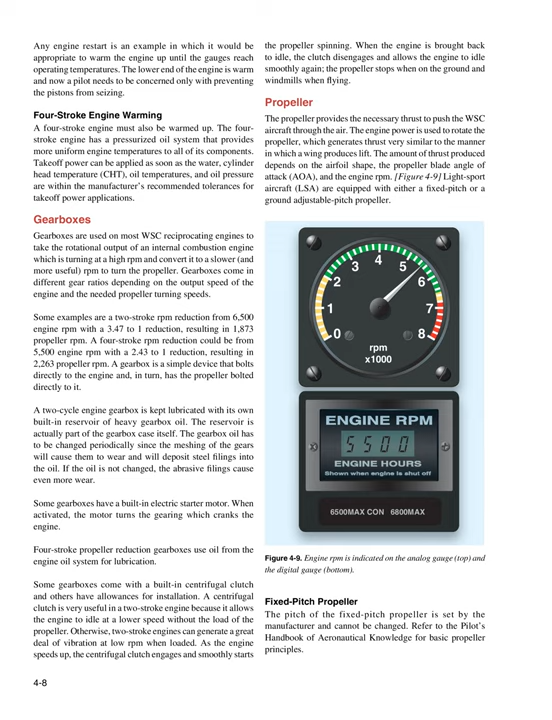 Any engine restart is an example in which it would be
appropriate to warm the engine up until the gauges reach
operating temperatures. The lower end of the engine is warm
and now a pilot needs to be concerned only with preventing
the pistons from seizing.
Four-Stroke Engine Warming
A four-stroke engine must also be warmed up. The four-
stroke engine has a pressurized oil system that provides
more uniform engine temperatures to all of its components.
Takeoff power can be applied as soon as the water, cylinder
head temperature (CHT), oil temperatures, and oil pressure
are within the manufacturer's recommended tolerances for
takeoff power applications.
Gearboxes
Gearboxes are used on most WSC reciprocating engines to
take the rotational output of an internal combustion engine
which is turning at a high rpm and convert it to a slower (and
more useful) rpm to turn the propeller. Gearboxes come in
different gear ratios depending on the output speed of the
engine and the needed propeller turning speeds.
Some examples are a two-stroke rpm reduction from 6,500
engine rpm with a 3.47 to 1 reduction, resulting in 1,873
propeller rpm. A four-stroke rpm reduction could be from
5,500 engine rpm with a 2.43 to 1 reduction, resulting in
2,263 propeller rpm. A gearbox is a simple device that bolts
directly to the engine and, in turn, has the propeller bolted
directly to it.
A two-cycle engine gearbox is kept lubricated with its own
built-in reservoir of heavy gearbox oil. The reservoir is
actually part of the gearbox case itself. The gearbox oil has
to be changed periodically since the meshing of the gears
will cause them to wear and will deposit steel filings into
the oil. If the oil is not changed, the abrasive filings cause
even more wear.
Some gearboxes have a built-in electric starter motor. When
activated, the motor turns the gearing which cranks the
engine.
Four-stroke propeller reduction gearboxes use oil from the
engine oil system for lubrication.
Some gearboxes come with a built-in centrifugal clutch
and others have allowances for installation. A centrifugal
clutch is very useful in a two-stroke engine because it allows
the engine to idle at a lower speed without the load of the
propeller. Otherwise, two-stroke engines can generate a great
deal of vibration at low rpm when loaded. As the engine
speeds up, the centrifugal clutch engages and smoothly starts
the propeller spinning. When the engine is brought back
to idle, the clutch disengages and allows the engine to idle
smoothly again; the propeller stops when on the ground and
windmills when flying.
Propeller
The propeller provides the necessary thrust to push the WSC
aircraft through the air. The engine power is used to rotate the
propeller, which generates thrust very similar to the manner
in which a wing produces lift. The amount of thrust produced
depends on the airfoil shape, the propeller blade angle of
attack (AOA), and the engine rpm. [Figure 4-9] Light-sport
aircraft (LSA) are equipped with either a fixed-pitch or a
ground adjustable-pitch propeller.
0
1
2
3
4
5
6
7
8
rpm
x1000
ENGINE RPM
5500
ENGINE HOURS
Shown when engine is shut off
6500MAX CON 6800MAX
Figure 4-9. Engine rpm is indicated on the analog gauge (top) and
the digital gauge (bottom).
Fixed-Pitch Propeller
The pitch of the fixed-pitch propeller is set by the
manufacturer and cannot be changed. Refer to the Pilot's
Handbook of Aeronautical Knowledge for basic propeller
principles.
4-8